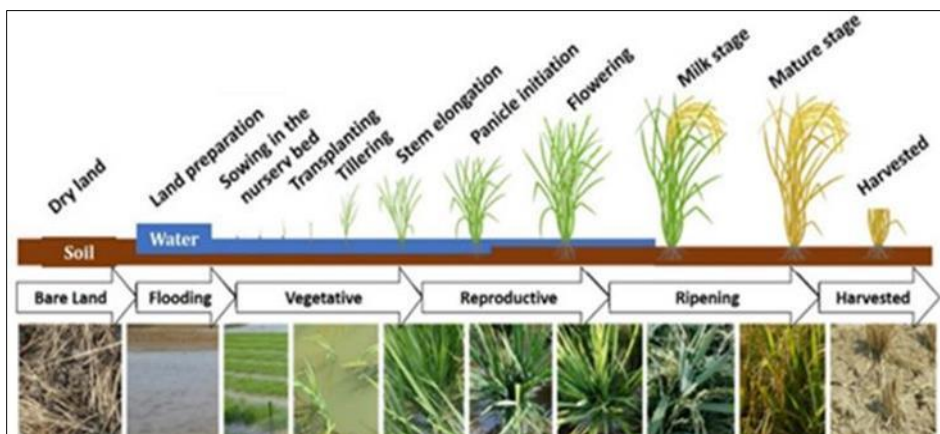 Dry land
Land preparation
Sowing in the
nursery bed
Transplanting
Tillering
Stem elongation
Panicle initiation
Flowering
Milk stage
Mature stage
Harvested
Soil
Water
Bare Land
Flooding
Vegetative
Reproductive
Ripening
Harvested